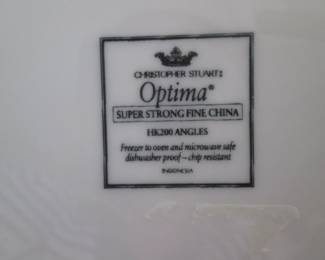 CHRISTOPHER STUART:
Optima®
SUPER STRONG FINE CHINA
HK200 ANGLES
Freezer to oven and microwave safe
dishwasher proof – chip resistant
INDONESIA